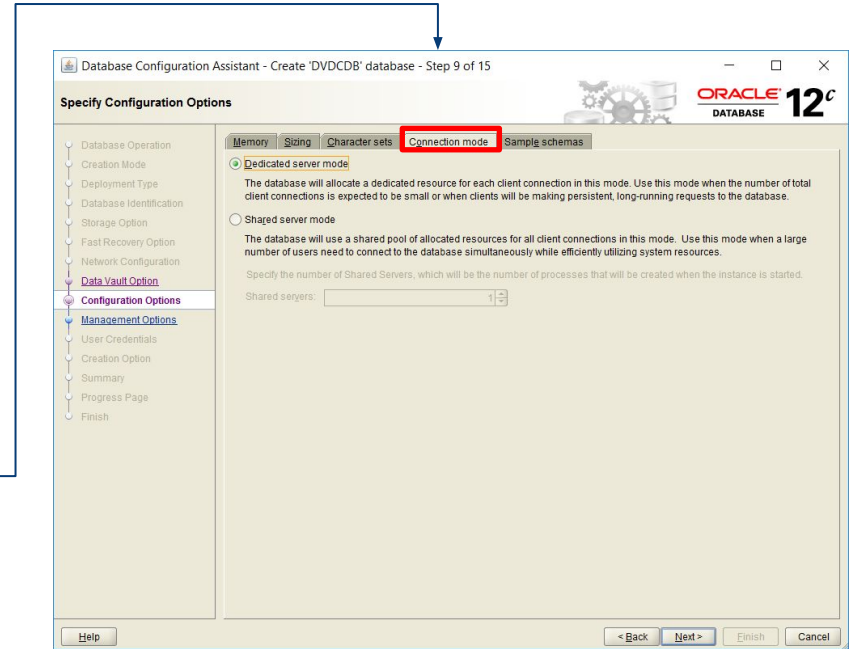 Database Configuration Assistant - Create 'DVDCDB' database - Step 9 of 15
Specify Configuration Options
ORACLE
DATABASE
12c
Database Operation
Creation Mode
Deployment Type
Database Identification
Storage Option
Fast Recovery Option
Network Configuration
Data Vault Option
Configuration Options
Management Options
User Credentials
Creation Option
Summary
Progress Page
Finish
Memory Sizing Character sets Connection mode Sample schemas
Dedicated server mode
The database will allocate a dedicated resource for each client connection in this mode. Use this mode when the number of total
client connections is expected to be small or when clients will be making persistent, long-running requests to the database.
Shared server mode
The database will use a shared pool of allocated resources for all client connections in this mode. Use this mode when a large
number of users need to connect to the database simultaneously while efficiently utilizing system resources.
Specify the number of Shared Servers, which will be the number of processes that will be created when the instance is started.
Shared servers: 1
Help < Back Next > Finish Cancel